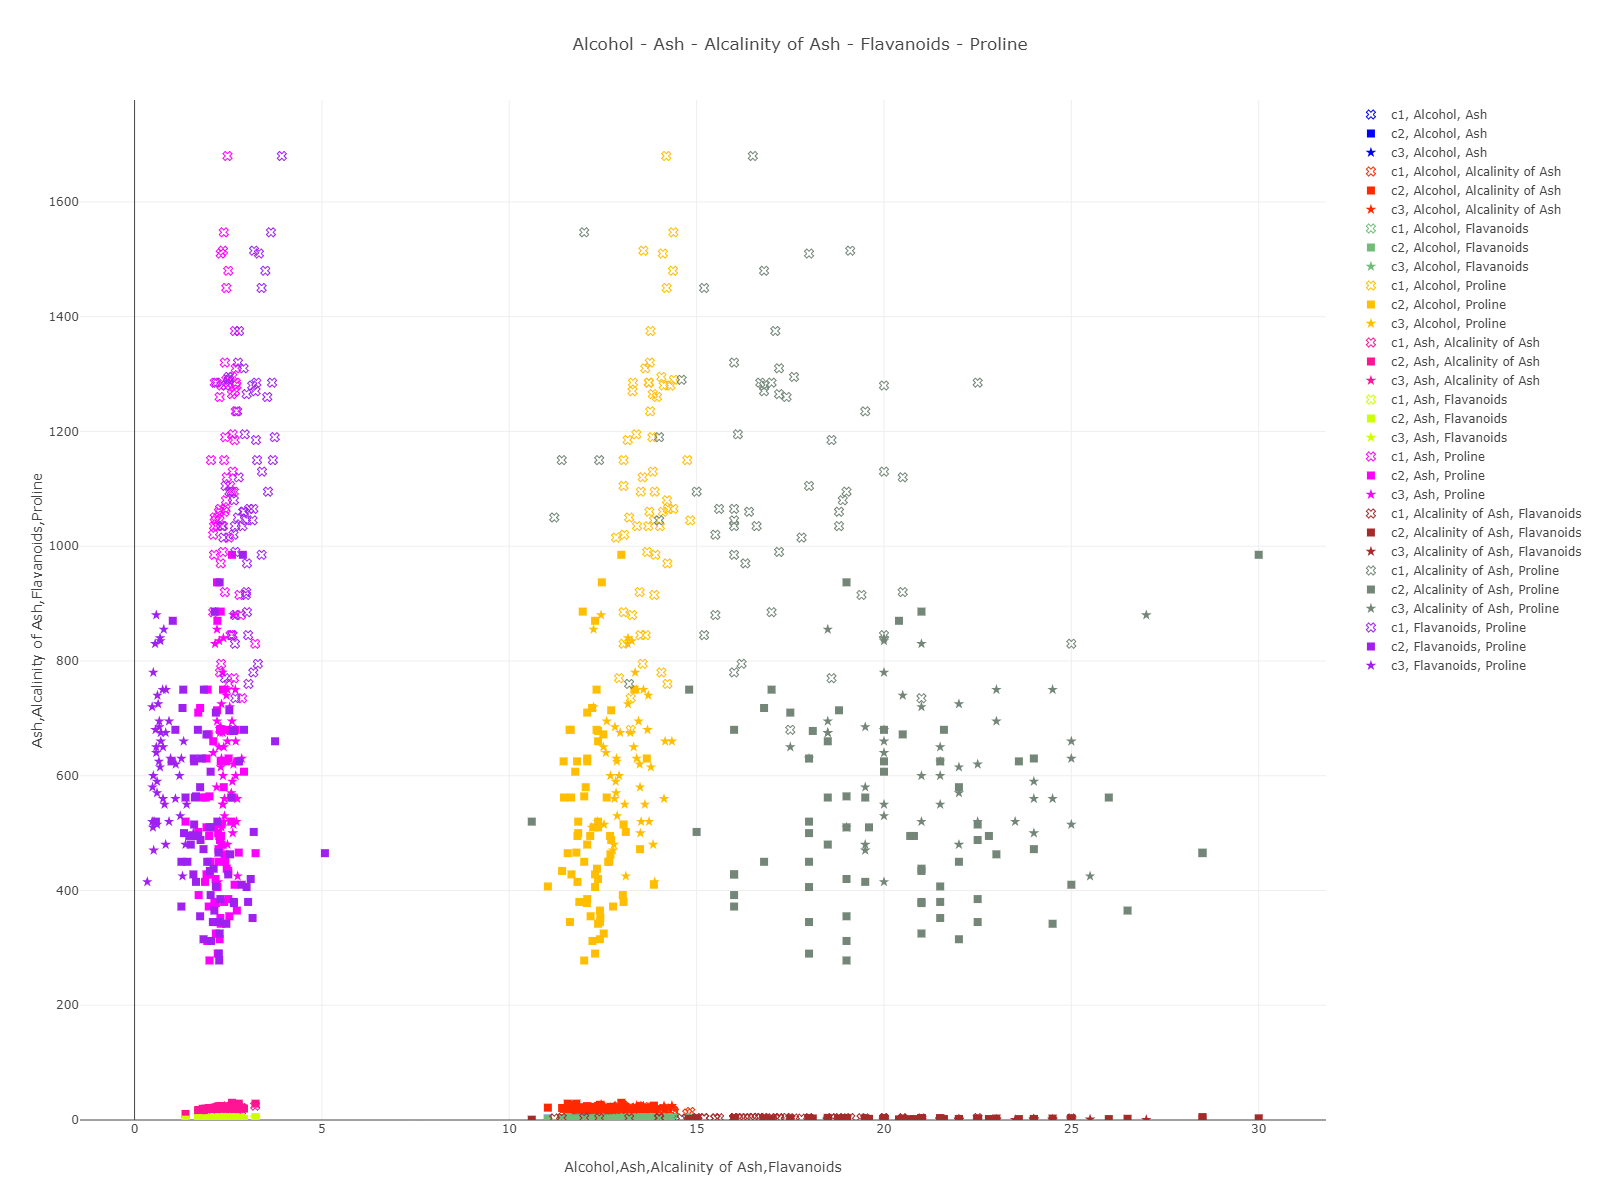 Alcohol - Ash - Alcalinity of Ash - Flavanoids - Proline
c1, Alcohol, Ash
c2, Alcohol, Ash
c3, Alcohol, Ash
c1, Alcohol, Alcalinity of Ash
c2, Alcohol, Alcalinity of Ash
c3, Alcohol, Alcalinity of Ash
c1, Alcohol, Flavanoids
c2, Alcohol, Flavanoids
c3, Alcohol, Flavanoids
c1, Alcohol, Proline
c2, Alcohol, Proline
c3, Alcohol, Proline
c1, Ash, Alcalinity of Ash
c2, Ash, Alcalinity of Ash
c3, Ash, Alcalinity of Ash
c1, Ash, Flavanoids
c2, Ash, Flavanoids
c3, Ash, Flavanoids
c1, Ash, Proline
c2, Ash, Proline
c3, Ash, Proline
c1, Alcalinity of Ash, Flavanoids
c2, Alcalinity of Ash, Flavanoids
c3, Alcalinity of Ash, Flavanoids
c1, Alcalinity of Ash, Proline
c2, Alcalinity of Ash, Proline
c3, Alcalinity of Ash, Proline
c1, Flavanoids, Proline
c2, Flavanoids, Proline
c3, Flavanoids, Proline
Ash,Alcalinity of Ash,Flavanoids,Proline
1600
1400
1200
1000
800
600
400
200
0
0 5 10 15 20 25 30
Alcohol,Ash,Alcalinity of Ash,Flavanoids